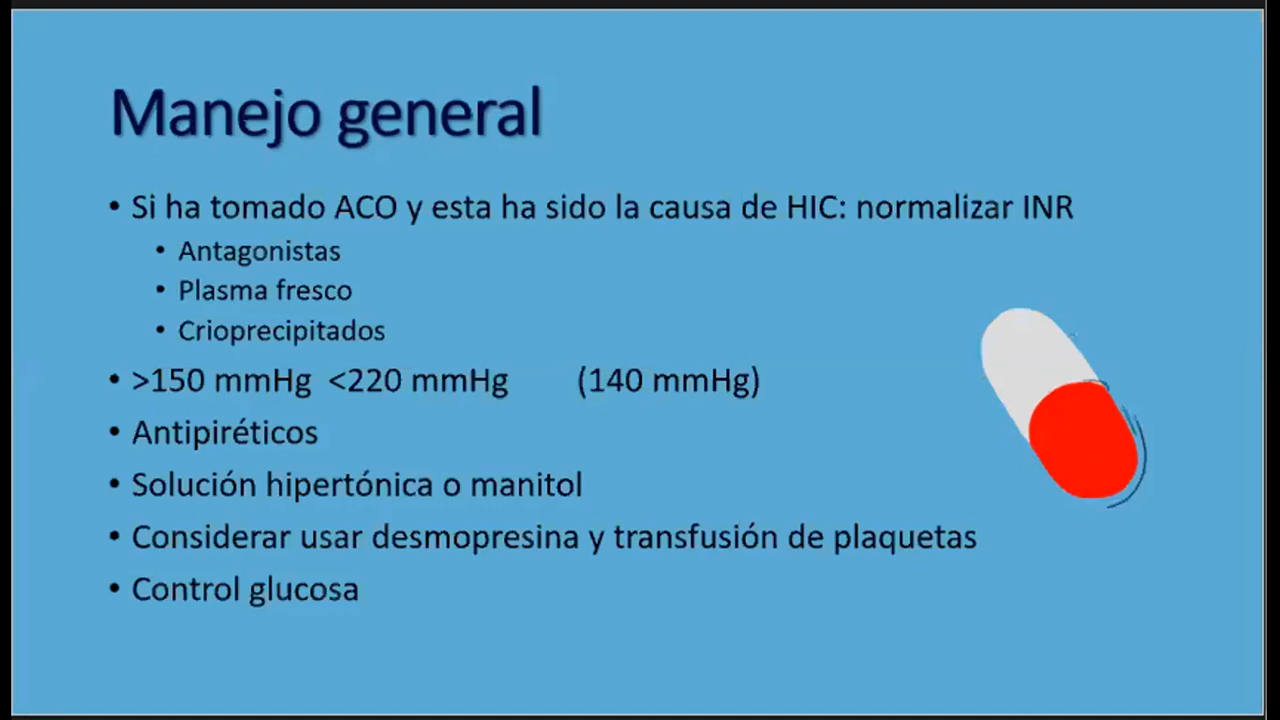 Manejo general
• Si ha tomado ACO y esta ha sido la causa de HIC: normalizar INR
• Antagonistas
• Plasma fresco
• Crioprecipitados
• >150 mmHg <220 mmHg (140 mmHg)
• Antipiréticos
• Solución hipertónica o manitol
• Considerar usar desmopresina y transfusión de plaquetas
• Control glucosa